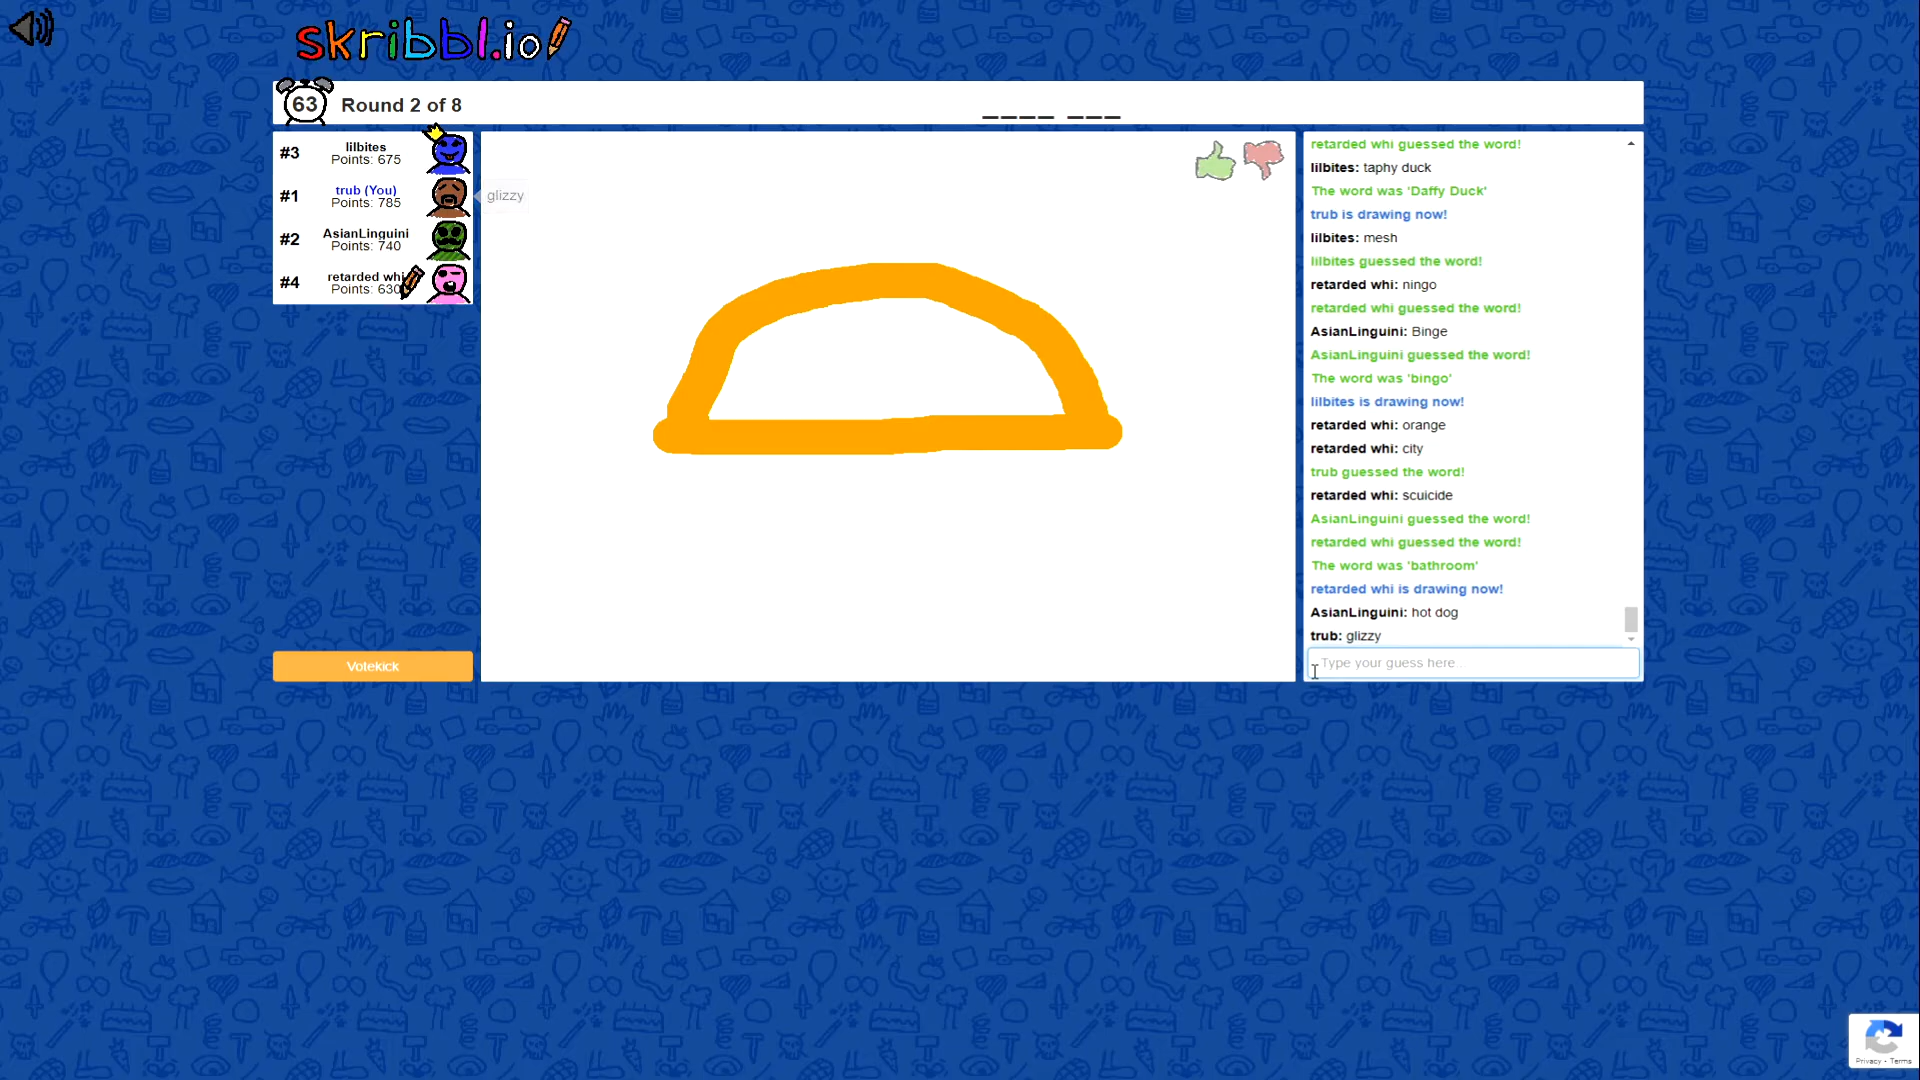 skribbl.io
63
Round 2 of 8
____ ___
#3
lilbites
Points: 675
#1
trub (You)
Points: 785
glizzy
#2
AsianLinguini
Points: 740
#4
retarded whi
Points: 630
Votekick
retarded whi guessed the word!
lilbites: taphy duck
The word was 'Daffy Duck'
trub is drawing now!
lilbites: mesh
lilbites guessed the word!
retarded whi: ningo
retarded whi guessed the word!
AsianLinguini: Binge
AsianLinguini guessed the word!
The word was 'bingo'
lilbites is drawing now!
retarded whi: orange
retarded whi: city
trub guessed the word!
retarded whi: scuicide
AsianLinguini guessed the word!
retarded whi guessed the word!
The word was 'bathroom'
retarded whi is drawing now!
AsianLinguini: hot dog
trub: glizzy
Type your guess here...
Privacy - Terms